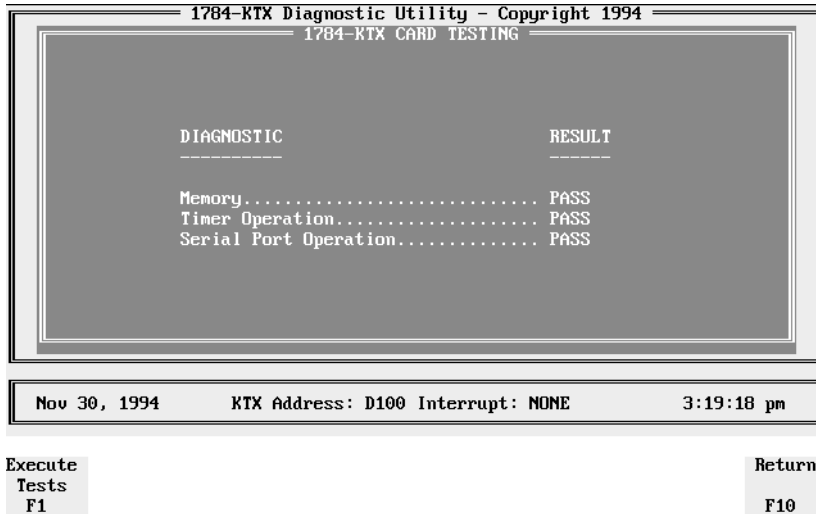 1784-KTX Diagnostic Utility - Copyright 1994
1784-KTX CARD TESTING
DIAGNOSTIC RESULT
---------- ------
Memory............................. PASS
Timer Operation.................... PASS
Serial Port Operation.............. PASS
Nov 30, 1994 KTX Address: D100 Interrupt: NONE 3:19:18 pm
Execute Return
Tests
F1 F10